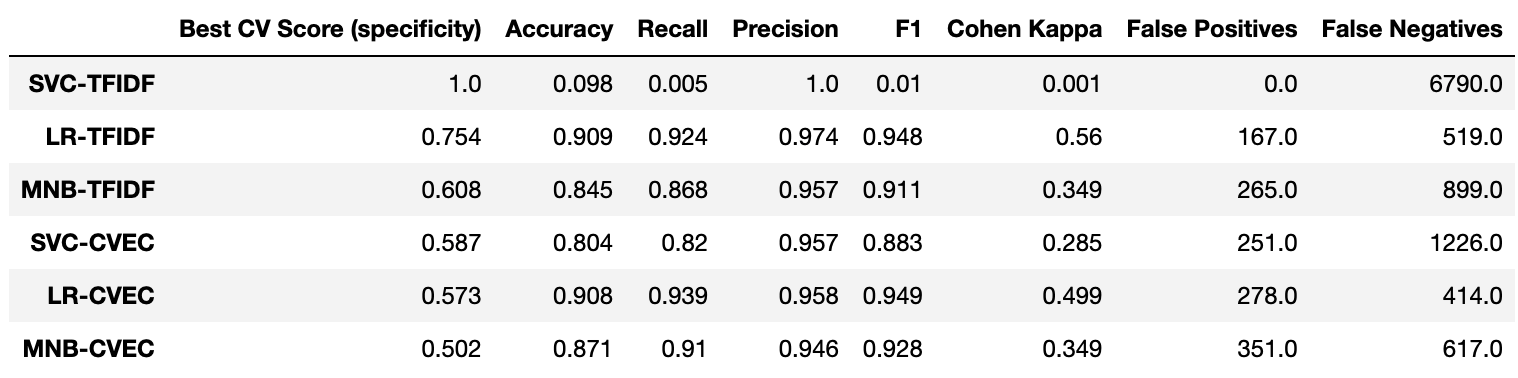 Best CV Score (specificity) Accuracy Recall Precision F1 Cohen Kappa False Positives False Negatives
SVC-TFIDF 1.0 0.098 0.005 1.0 0.01 0.001 0.0 6790.0
LR-TFIDF 0.754 0.909 0.924 0.974 0.948 0.56 167.0 519.0
MNB-TFIDF 0.608 0.845 0.868 0.957 0.911 0.349 265.0 899.0
SVC-CVEC 0.587 0.804 0.82 0.957 0.883 0.285 251.0 1226.0
LR-CVEC 0.573 0.908 0.939 0.958 0.949 0.499 278.0 414.0
MNB-CVEC 0.502 0.871 0.91 0.946 0.928 0.349 351.0 617.0